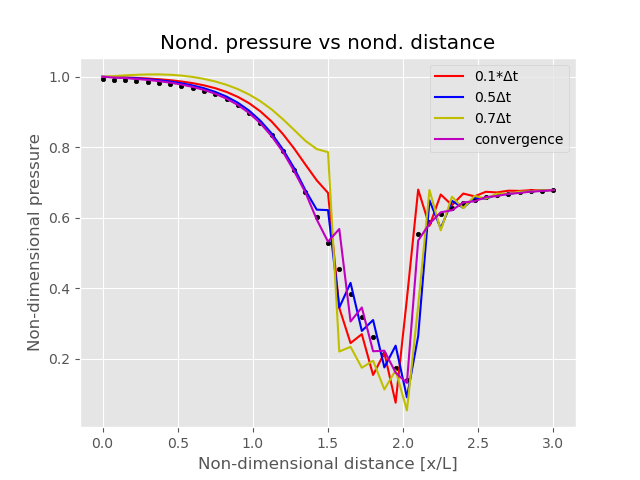 Nond. pressure vs nond. distance
1.0
0.8
0.6
0.4
0.2
Non-dimensional pressure
0.1*Δt
0.5Δt
0.7Δt
convergence
0.0 0.5 1.0 1.5 2.0 2.5 3.0
Non-dimensional distance [x/L]